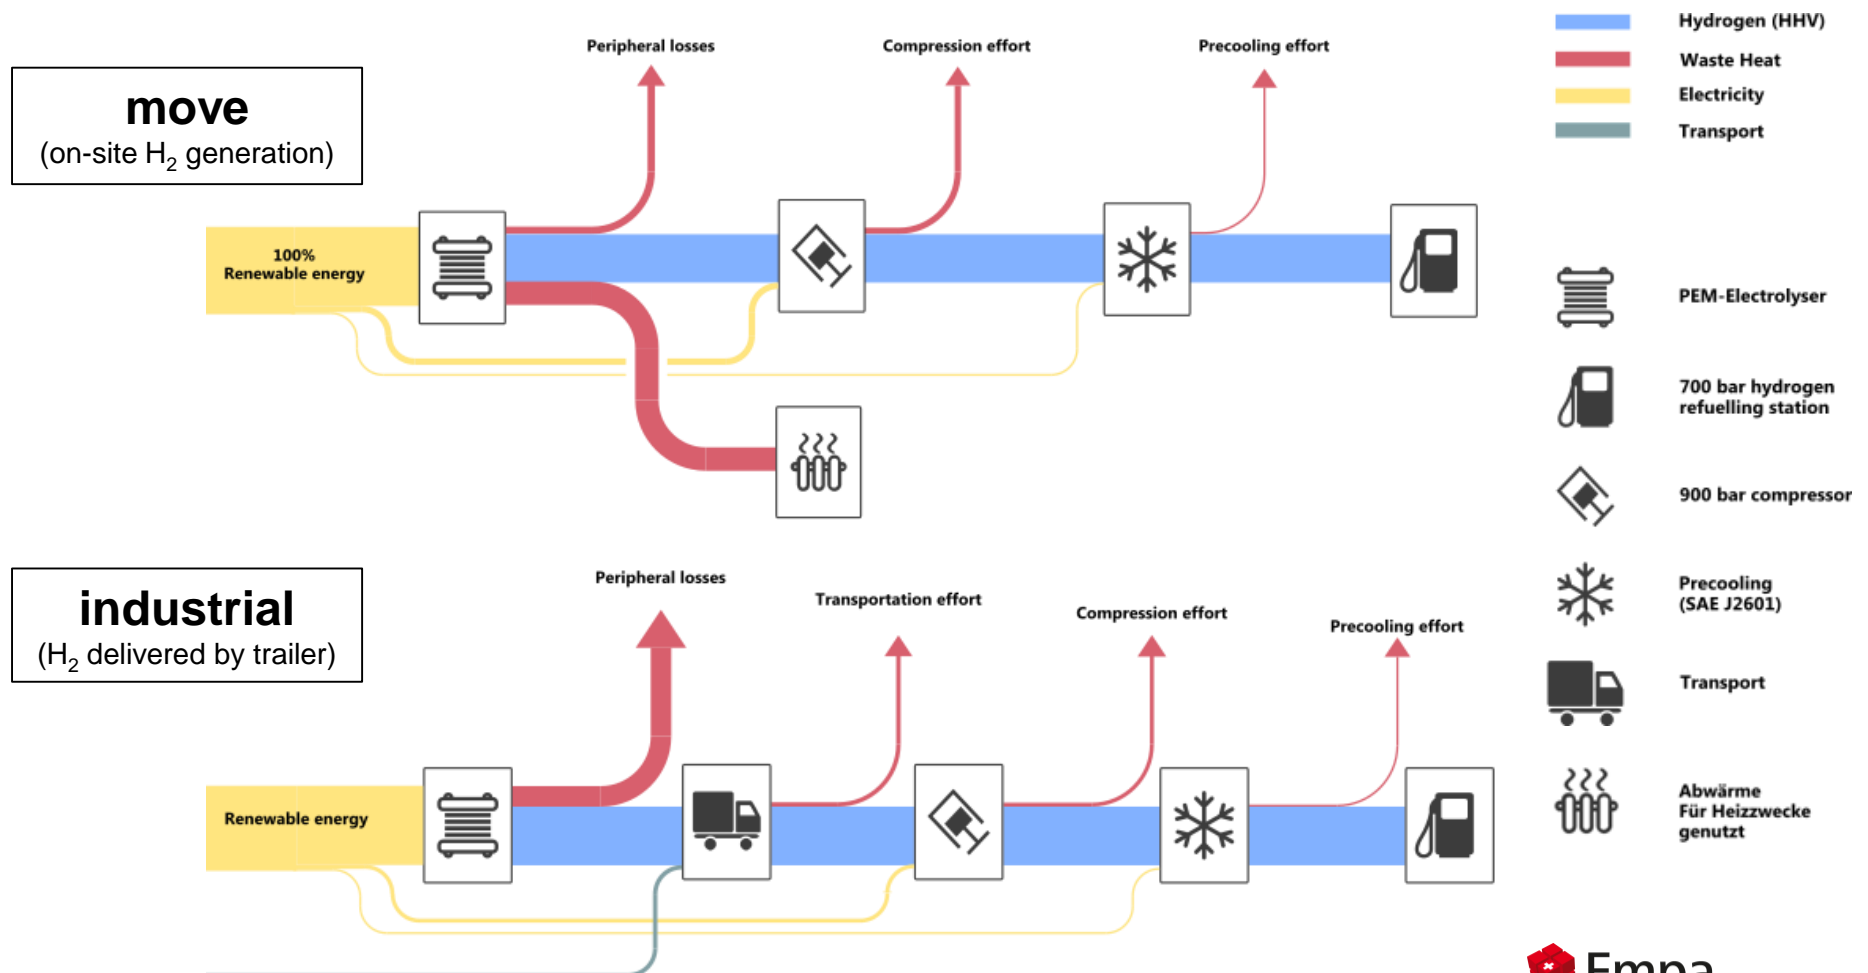 Hydrogen (HHV)
Waste Heat
Electricity
Transport
Peripheral losses
Compression effort
Precooling effort
move
(on-site H₂ generation)
100%
Renewable energy
PEM-Electrolyser
700 bar hydrogen
refuelling station
900 bar compressor
Precooling
(SAE J2601)
Transport
Abwärme
Für Heizzwecke
genutzt
industrial
(H₂ delivered by trailer)
Peripheral losses
Transportation effort
Compression effort
Precooling effort
Renewable energy
Empa